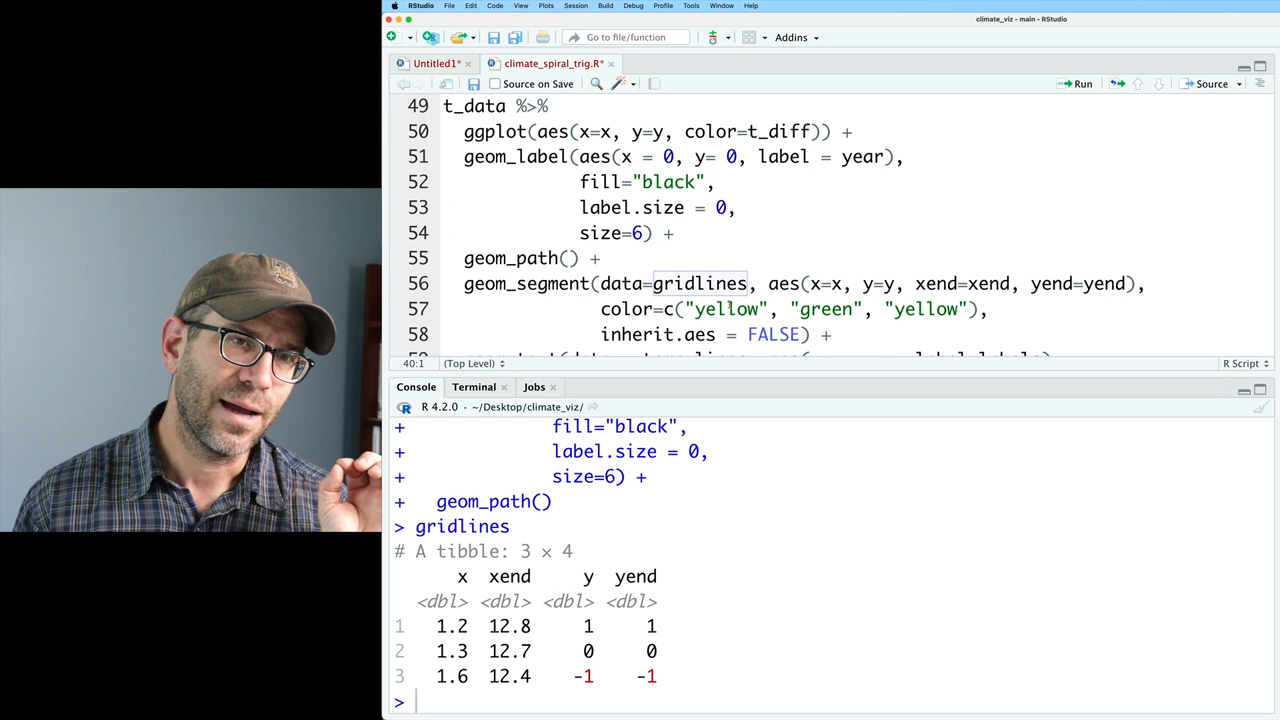 RStudio File Edit Code View Plots Session Build Debug Profile Tools Window Help
climate_viz - main - RStudio
Go to file/function Addins
Untitled1* climate_spiral_trig.R*
Source on Save Run Source
49 t_data %>%
50 ggplot(aes(x=x, y=y, color=t_diff)) +
51 geom_label(aes(x = 0, y= 0, label = year),
52 fill="black",
53 label.size = 0,
54 size=6) +
55 geom_path() +
56 geom_segment(data=gridlines, aes(x=x, y=y, xend=xend, yend=yend),
57 color=c("yellow", "green", "yellow"),
58 inherit.aes = FALSE) +
40:1 (Top Level) R Script
Console Terminal Jobs
R 4.2.0 · ~/Desktop/climate_viz/
+ fill="black",
+ label.size = 0,
+ size=6) +
+ geom_path()
> gridlines
# A tibble: 3 × 4
x xend y yend
<dbl> <dbl> <dbl> <dbl>
1 1.2 12.8 1 1
2 1.3 12.7 0 0
3 1.6 12.4 -1 -1
>